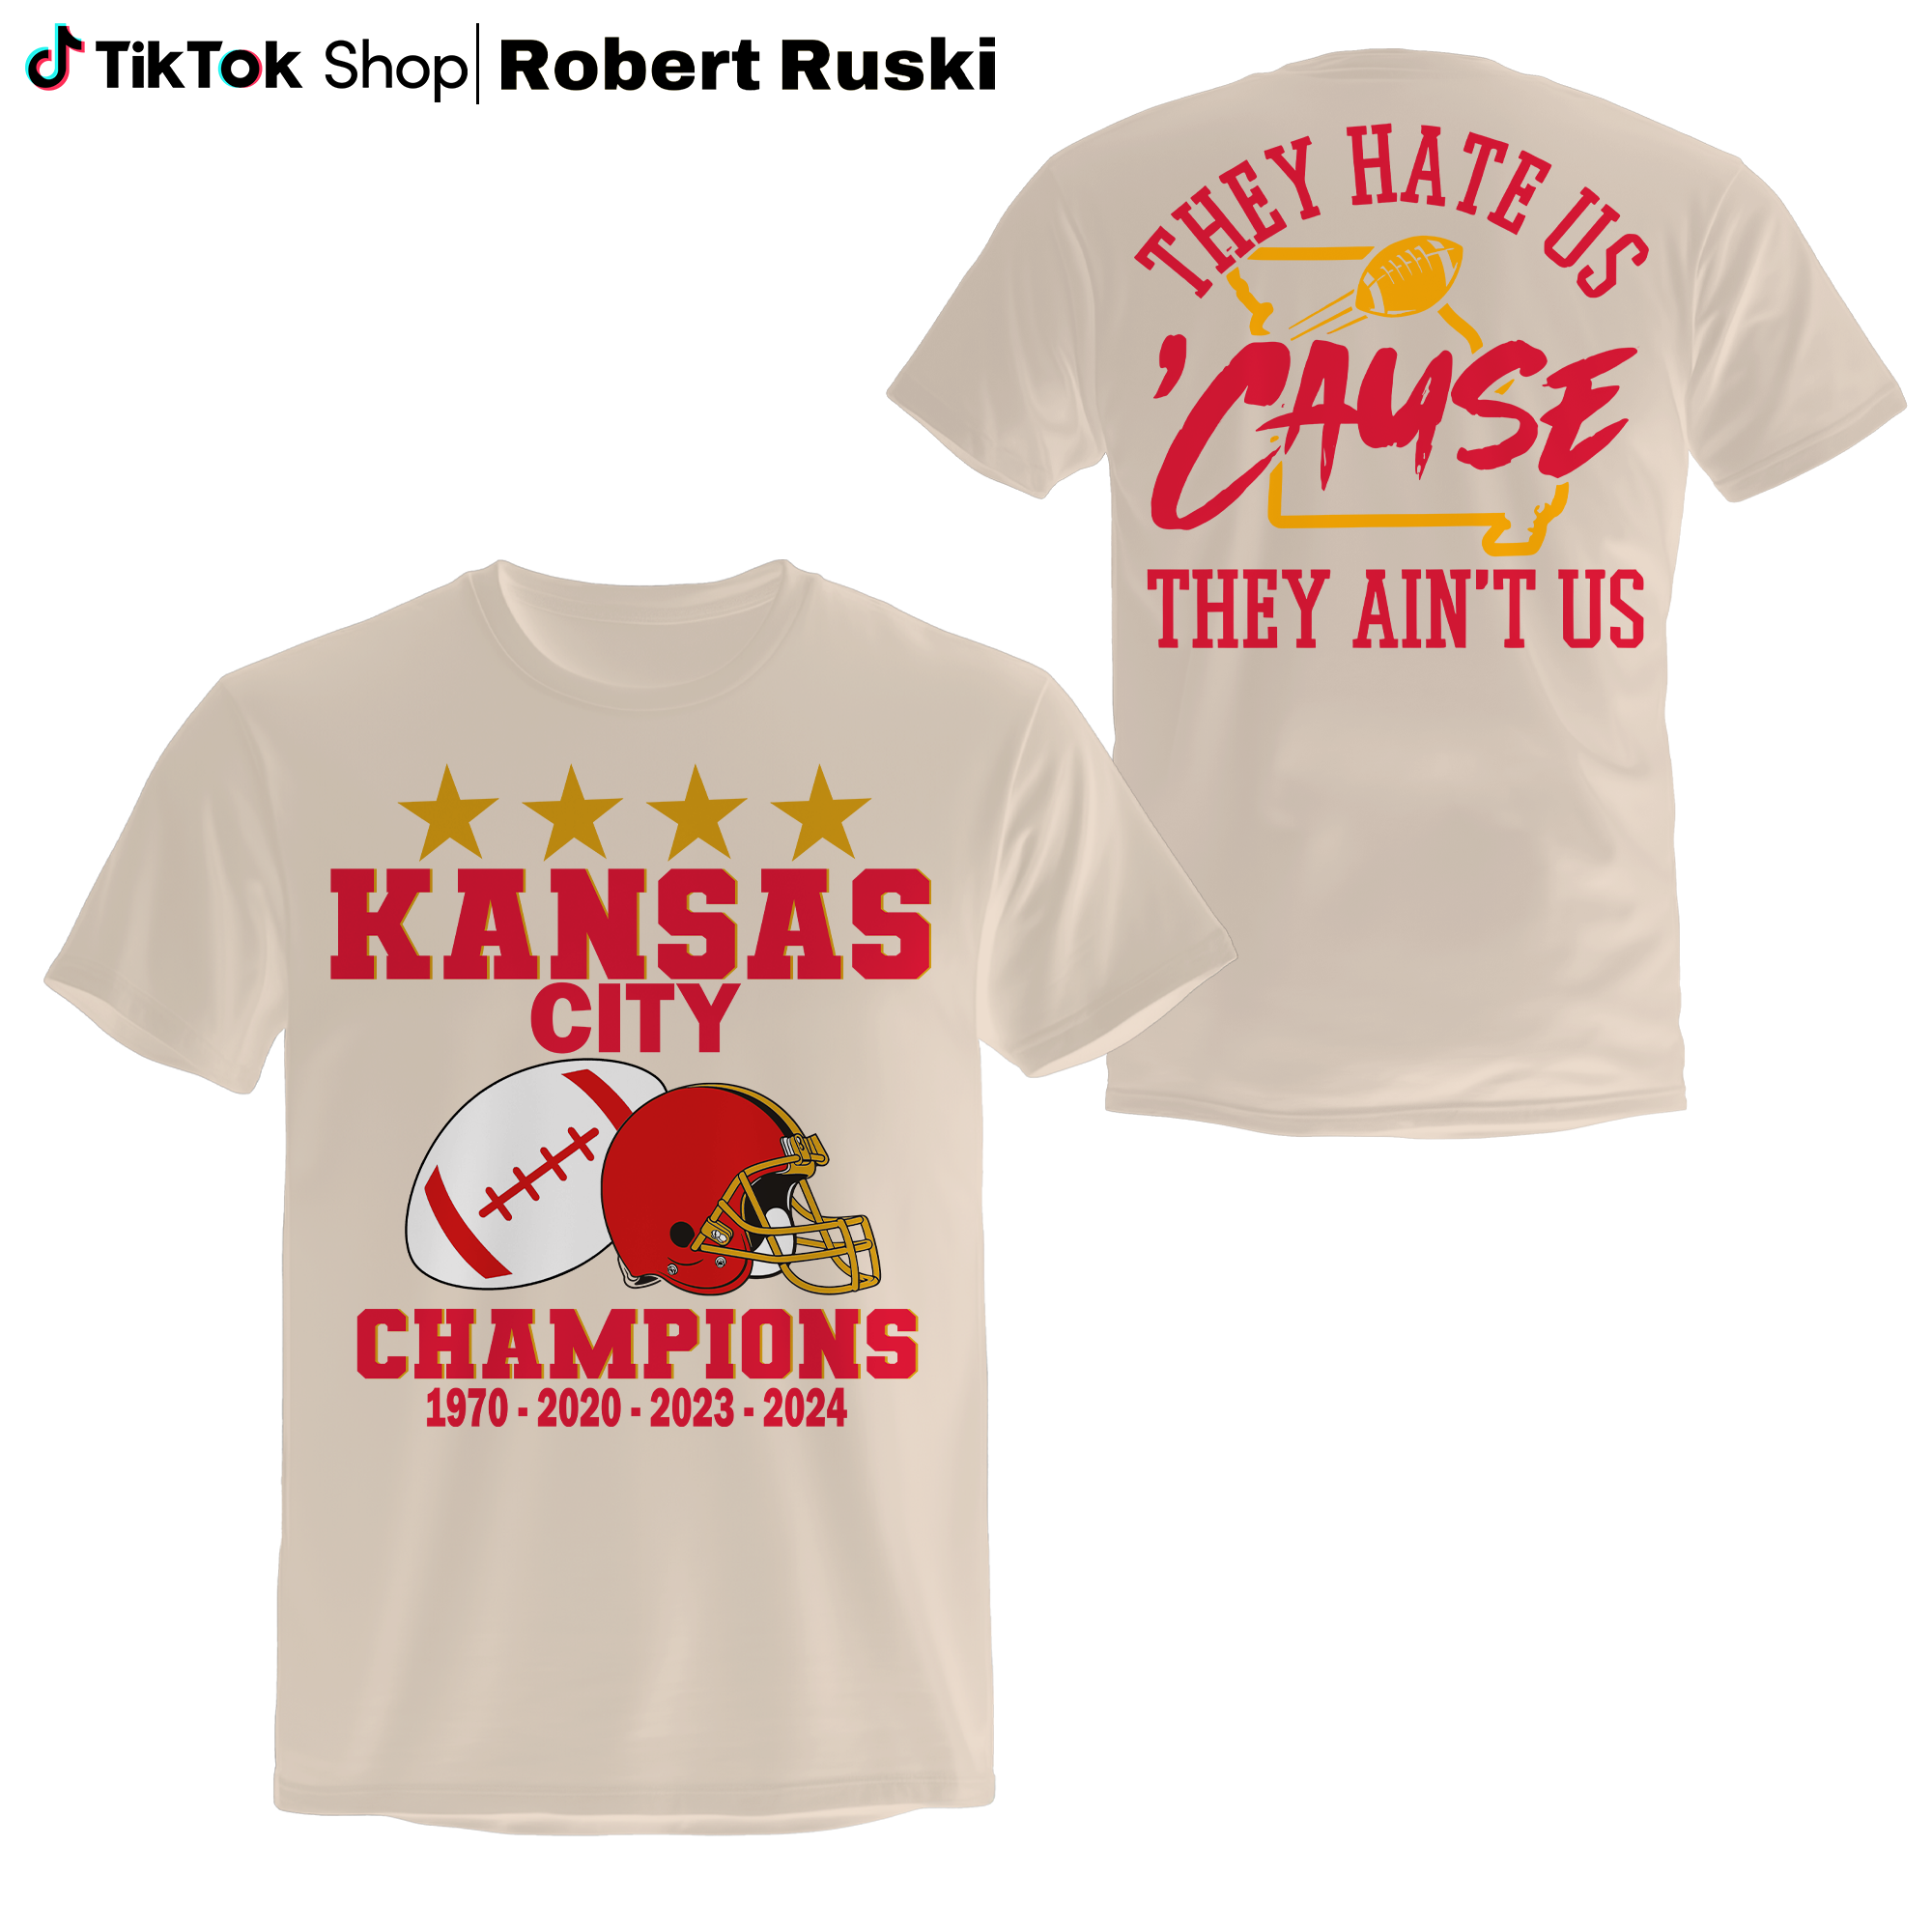 TikTok Shop | Robert Ruski
THEY HATE US
'CAUSE
THEY AIN'T US
KANSAS
CITY
CHAMPIONS
1970 - 2020 - 2023 - 2024